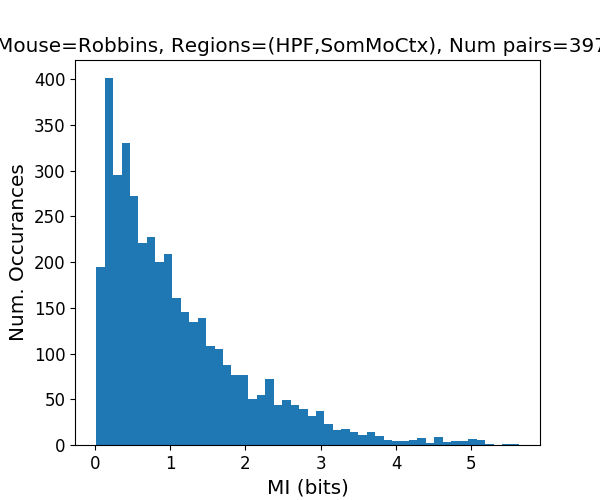 Mouse=Robbins, Regions=(HPF,SomMoCtx), Num pairs=397
400
350
300
250
200
150
100
50
0
Num. Occurances
0 1 2 3 4 5
MI (bits)